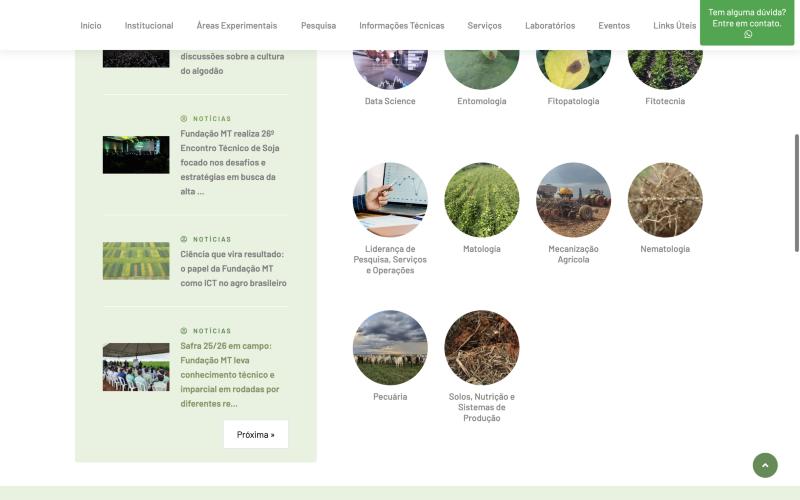 Início Institucional Áreas Experimentais Pesquisa Informações Técnicas Serviços Laboratórios Eventos Links Úteis
Tem alguma dúvida?
Entre em contato.
discussões sobre a cultura
do algodão
NOTÍCIAS
Fundação MT realiza 26º
Encontro Técnico de Soja
focado nos desafios e
estratégias em busca da
alta ...
NOTÍCIAS
Ciência que vira resultado:
o papel da Fundação MT
como ICT no agro brasileiro
NOTÍCIAS
Safra 25/26 em campo:
Fundação MT leva
conhecimento técnico e
imparcial em rodadas por
diferentes re...
Próxima »
Data Science
Entomologia
Fitopatologia
Fitotecnia
Liderança de
Pesquisa, Serviços
e Operações
Matologia
Mecanização
Agrícola
Nematologia
Pecuária
Solos, Nutrição e
Sistemas de
Produção